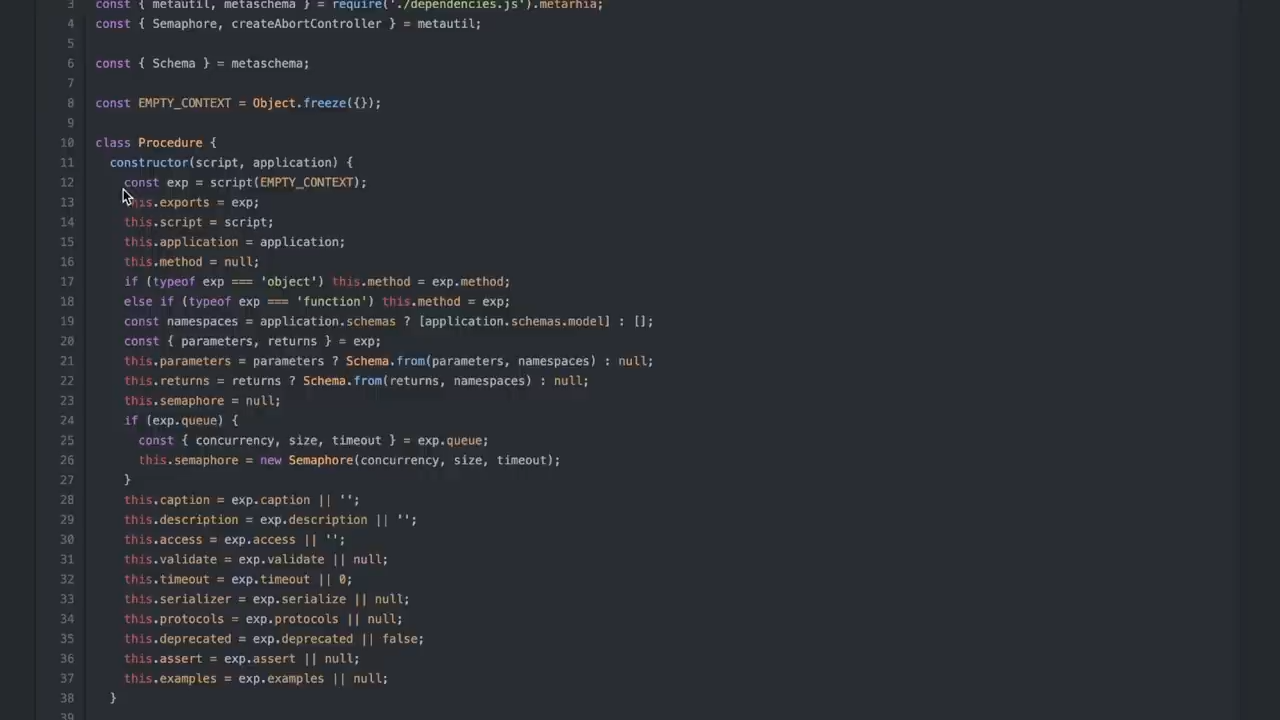 3 const { metautil, metaschema } = require('./dependencies.js').metarhia;
4 const { Semaphore, createAbortController } = metautil;
5
6 const { Schema } = metaschema;
7
8 const EMPTY_CONTEXT = Object.freeze({});
9
10 class Procedure {
11 constructor(script, application) {
12 const exp = script(EMPTY_CONTEXT);
13 this.exports = exp;
14 this.script = script;
15 this.application = application;
16 this.method = null;
17 if (typeof exp === 'object') this.method = exp.method;
18 else if (typeof exp === 'function') this.method = exp;
19 const namespaces = application.schemas ? [application.schemas.model] : [];
20 const { parameters, returns } = exp;
21 this.parameters = parameters ? Schema.from(parameters, namespaces) : null;
22 this.returns = returns ? Schema.from(returns, namespaces) : null;
23 this.semaphore = null;
24 if (exp.queue) {
25 const { concurrency, size, timeout } = exp.queue;
26 this.semaphore = new Semaphore(concurrency, size, timeout);
27 }
28 this.caption = exp.caption || '';
29 this.description = exp.description || '';
30 this.access = exp.access || '';
31 this.validate = exp.validate || null;
32 this.timeout = exp.timeout || 0;
33 this.serializer = exp.serialize || null;
34 this.protocols = exp.protocols || null;
35 this.deprecated = exp.deprecated || false;
36 this.assert = exp.assert || null;
37 this.examples = exp.examples || null;
38 }
39